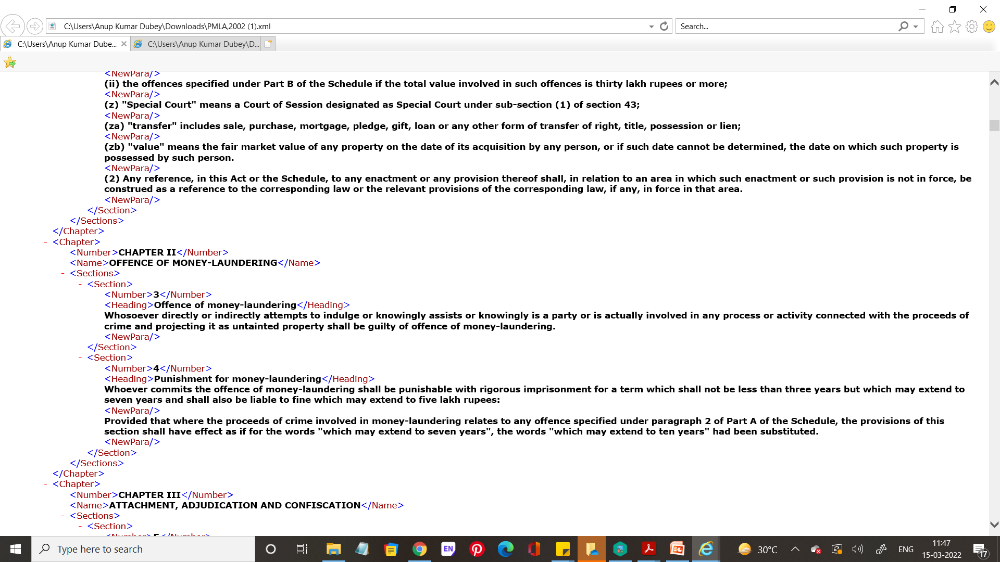 C:\Users\Anup Kumar Dubey\Downloads\PMLA,2002 (1).xml
Search...
C:\Users\Anup Kumar Dube...
C:\Users\Anup Kumar Dubey\D...
<NewPara/>
(ii) the offences specified under Part B of the Schedule if the total value involved in such offences is thirty lakh rupees or more;
<NewPara/>
(z) "Special Court" means a Court of Session designated as Special Court under sub-section (1) of section 43;
<NewPara/>
(za) "transfer" includes sale, purchase, mortgage, pledge, gift, loan or any other form of transfer of right, title, possession or lien;
<NewPara/>
(zb) "value" means the fair market value of any property on the date of its acquisition by any person, or if such date cannot be determined, the date on which such property is
possessed by such person.
<NewPara/>
(2) Any reference, in this Act or the Schedule, to any enactment or any provision thereof shall, in relation to an area in which such enactment or such provision is not in force, be
construed as a reference to the corresponding law or the relevant provisions of the corresponding law, if any, in force in that area.
<NewPara/>
</Section>
</Sections>
</Chapter>
- <Chapter>
<Number>CHAPTER II</Number>
<Name>OFFENCE OF MONEY-LAUNDERING</Name>
- <Sections>
- <Section>
<Number>3</Number>
<Heading>Offence of money-laundering</Heading>
Whosoever directly or indirectly attempts to indulge or knowingly assists or knowingly is a party or is actually involved in any process or activity connected with the proceeds of
crime and projecting it as untainted property shall be guilty of offence of money-laundering.
<NewPara/>
</Section>
- <Section>
<Number>4</Number>
<Heading>Punishment for money-laundering</Heading>
Whoever commits the offence of money-laundering shall be punishable with rigorous imprisonment for a term which shall not be less than three years but which may extend to
seven years and shall also be liable to fine which may extend to five lakh rupees:
<NewPara/>
Provided that where the proceeds of crime involved in money-laundering relates to any offence specified under paragraph 2 of Part A of the Schedule, the provisions of this
section shall have effect as if for the words "which may extend to seven years", the words "which may extend to ten years" had been substituted.
<NewPara/>
</Section>
</Sections>
</Chapter>
- <Chapter>
<Number>CHAPTER III</Number>
<Name>ATTACHMENT, ADJUDICATION AND CONFISCATION</Name>
- <Sections>
- <Section>
<Number>5</Number>
Type here to search
EN
30°C
ENG
11:47
15-03-2022
17